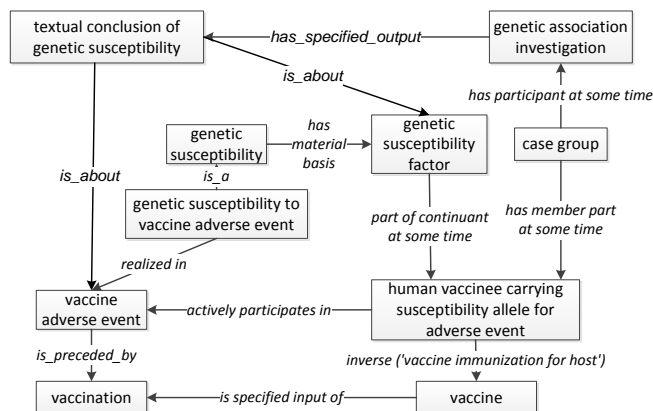 textual conclusion of
genetic susceptibility
has_specified_output
genetic association
investigation
is_about
has participant at some time
genetic
susceptibility
has
material
basis
genetic
susceptibility
factor
case group
is_about
is_a
genetic susceptibility to
vaccine adverse event
part of continuant
at some time
has member part
at some time
realized in
vaccine
adverse event
actively participates in
human vaccinee carrying
susceptibility allele for
adverse event
is_preceded_by
inverse ('vaccine immunization for host')
vaccination
is specified input of
vaccine